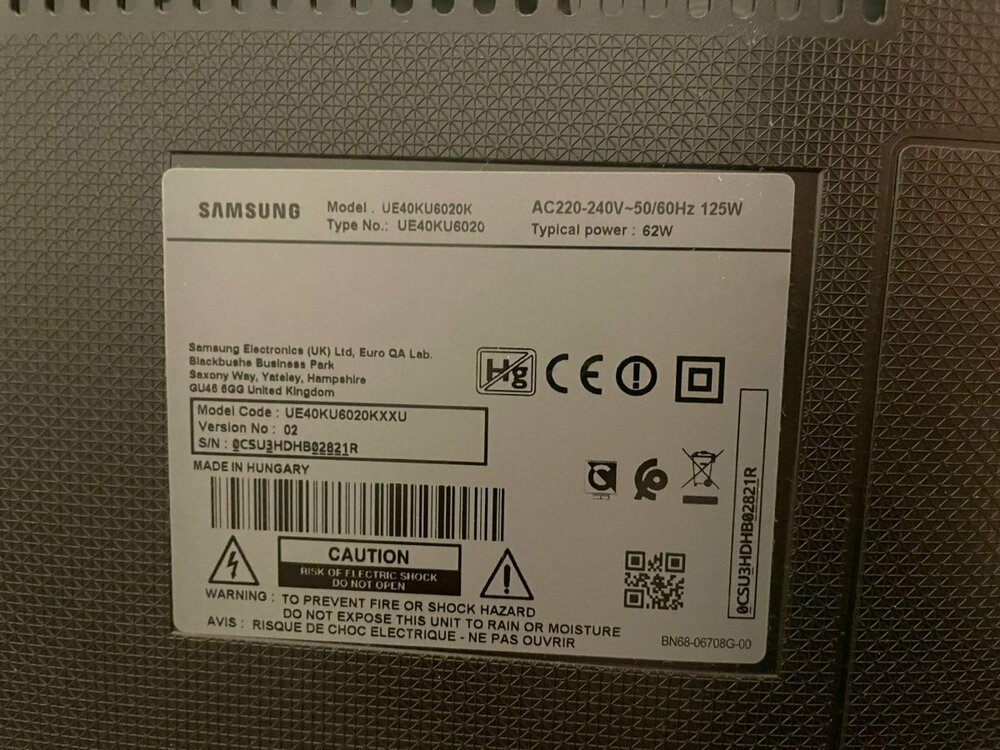 SAMSUNG
Model . UE40KU6020K
Type No.: UE40KU6020
AC220-240V~50/60Hz 125W
Typical power : 62W
Samsung Electronics (UK) Ltd, Euro QA Lab.
Blackbushe Business Park
Saxony Way, Yateley, Hampshire
GU46 6GG United Kingdom
Hg
CE
Model Code : UE40KU6020KXXU
Version No : 02
S/N : 0CSU3HDHB02821R
MADE IN HUNGARY
0CSU3HDHB02821R
CAUTION
RISK OF ELECTRIC SHOCK
DO NOT OPEN
WARNING : TO PREVENT FIRE OR SHOCK HAZARD
DO NOT EXPOSE THIS UNIT TO RAIN OR MOISTURE
AVIS : RISQUE DE CHOC ELECTRIQUE - NE PAS OUVRIR
BN68-06708G-00